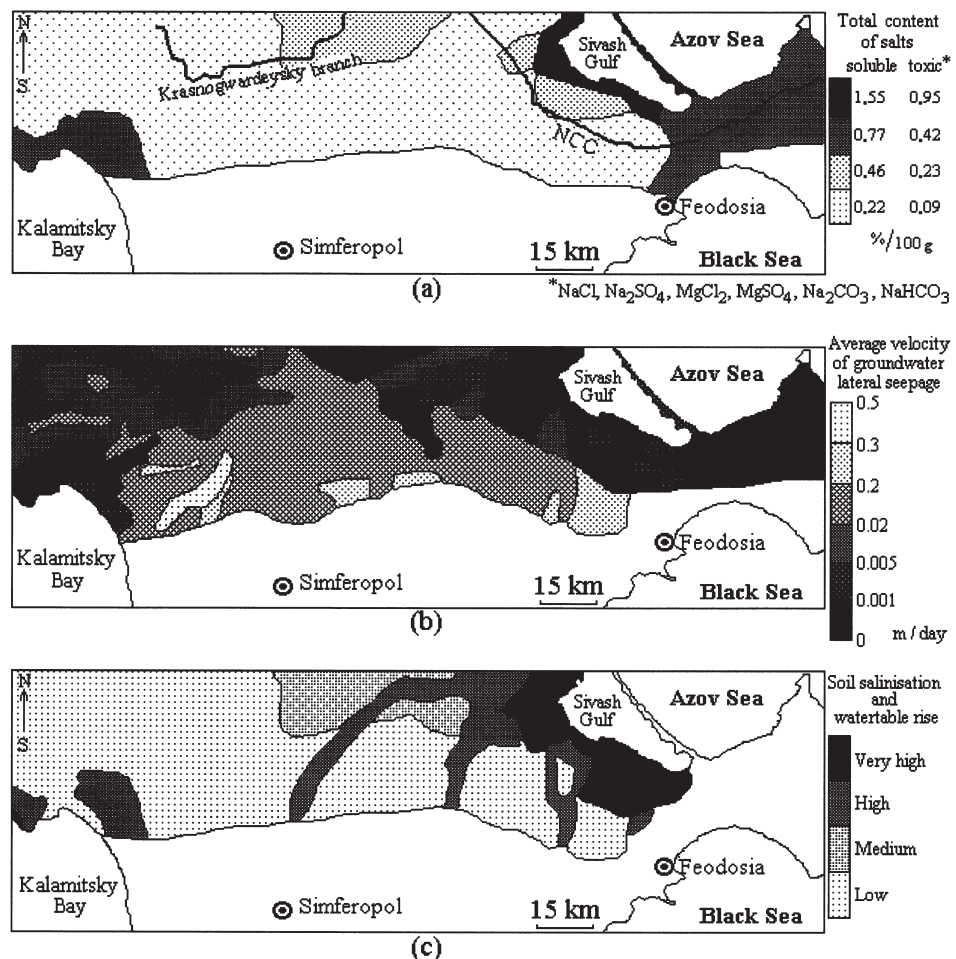 N
S
Krasnogwardeysky branch
Sivash
Gulf
Azov Sea
NCC
Kalamitsky
Bay
Simferopol
Feodosia
15 km
Black Sea
Total content
of salts
soluble toxic*
1,55 0,95
0,77 0,42
0,46 0,23
0,22 0,09
%/100 g
(a)
*NaCl, Na2SO4, MgCl2, MgSO4, Na2CO3, NaHCO3
Sivash
Gulf
Azov Sea
Kalamitsky
Bay
Simferopol
Feodosia
15 km
Black Sea
Average velocity
of groundwater
lateral seepage
0.5
0.3
0.2
0.02
0.005
0.001
0 m / day
(b)
N
S
Sivash
Gulf
Azov Sea
Kalamitsky
Bay
Simferopol
Feodosia
15 km
Black Sea
Soil salinisation
and
watertable rise
Very high
High
Medium
Low
(c)